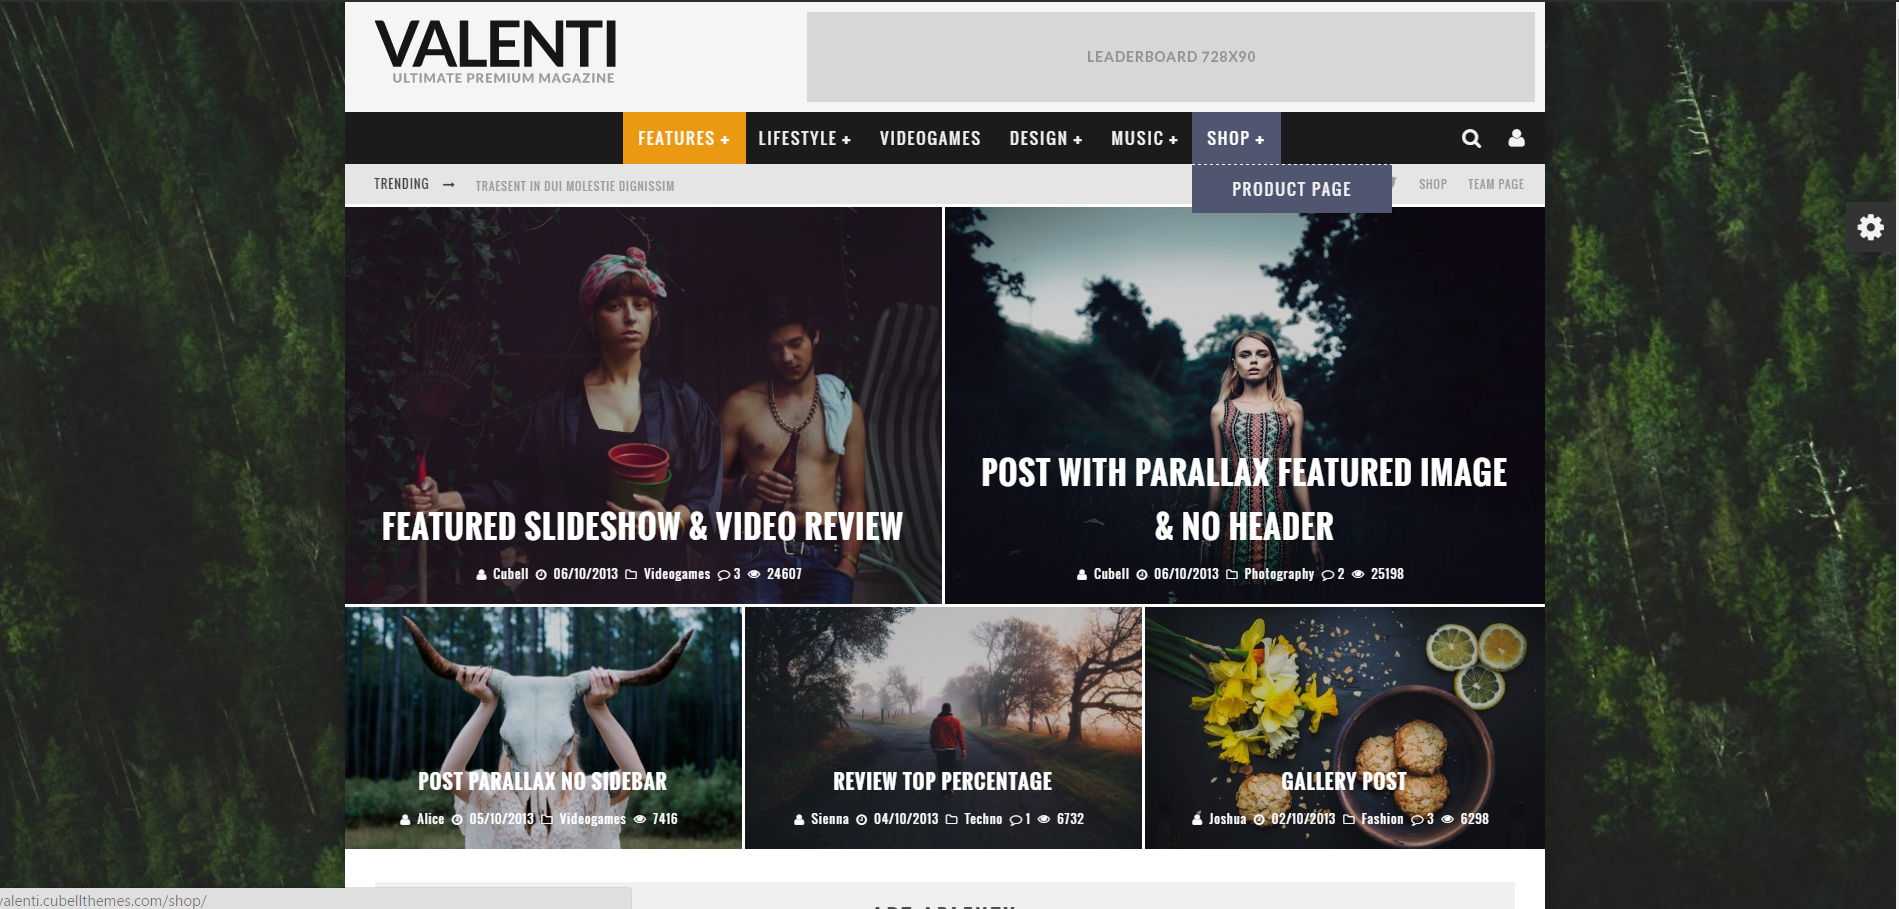 VALENTI
ULTIMATE PREMIUM MAGAZINE
LEADERBOARD 728X90
FEATURES + LIFESTYLE + VIDEOGAMES DESIGN + MUSIC + SHOP +
TRENDING → TRAESENT IN DUI MOLESTIE DIGNISSIM
SHOP TEAM PAGE
PRODUCT PAGE
FEATURED SLIDESHOW & VIDEO REVIEW
Cubell 06/10/2013 Videogames 3 24607
POST WITH PARALLAX FEATURED IMAGE
& NO HEADER
Cubell 06/10/2013 Photography 2 25198
POST PARALLAX NO SIDEBAR
Alice 05/10/2013 Videogames 7416
REVIEW TOP PERCENTAGE
Sienna 04/10/2013 Techno 1 6732
GALLERY POST
Joshua 02/10/2013 Fashion 3 6298
valenti.cubellthemes.com/shop/